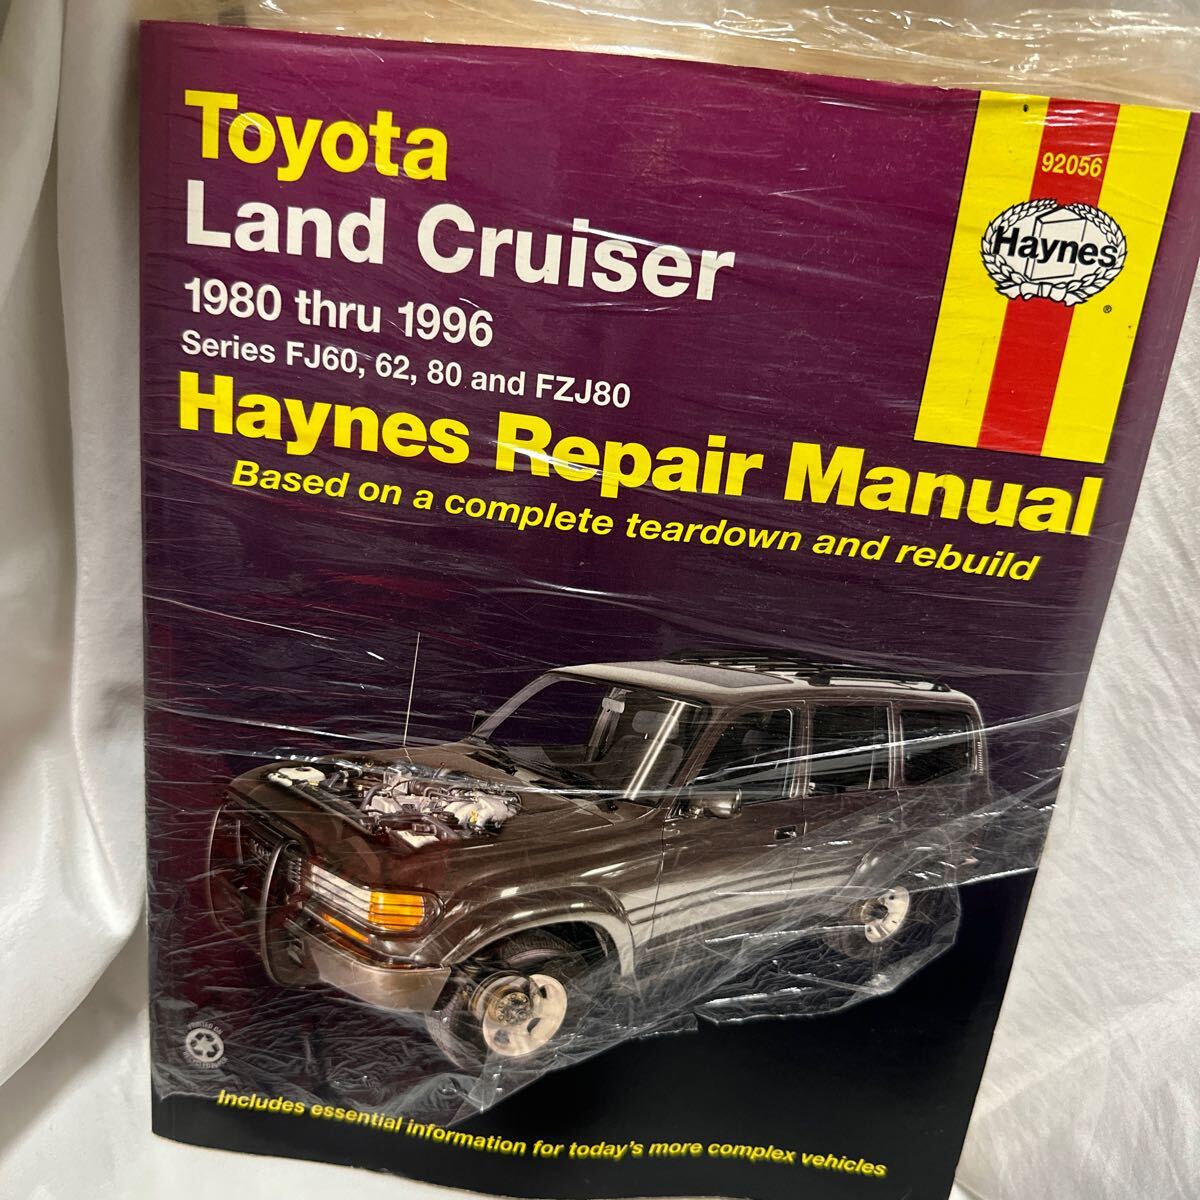 Toyota
Land Cruiser
1980 thru 1996
Series FJ60, 62, 80 and FZJ80
Haynes Repair Manual
Based on a complete teardown and rebuild
92056
Haynes
®
Includes essential information for today's more complex vehicles